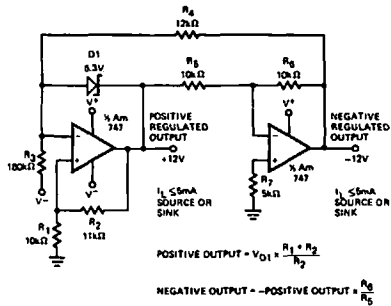 R4
12kΩ
D1
6.3V
R5
10kΩ
R6
10kΩ
V+
½ Am
747
POSITIVE
REGULATED
OUTPUT
+12V
V+
½ Am
747
NEGATIVE
REGULATED
OUTPUT
-12V
R3
180kΩ
V-
V-
R1
10kΩ
R2
11kΩ
IL ≤5mA
SOURCE OR
SINK
R7
5kΩ
IL ≤5mA
SOURCE OR
SINK
POSITIVE OUTPUT = VD1 × R1 + R2 / R2
NEGATIVE OUTPUT = -POSITIVE OUTPUT × R6 / R5